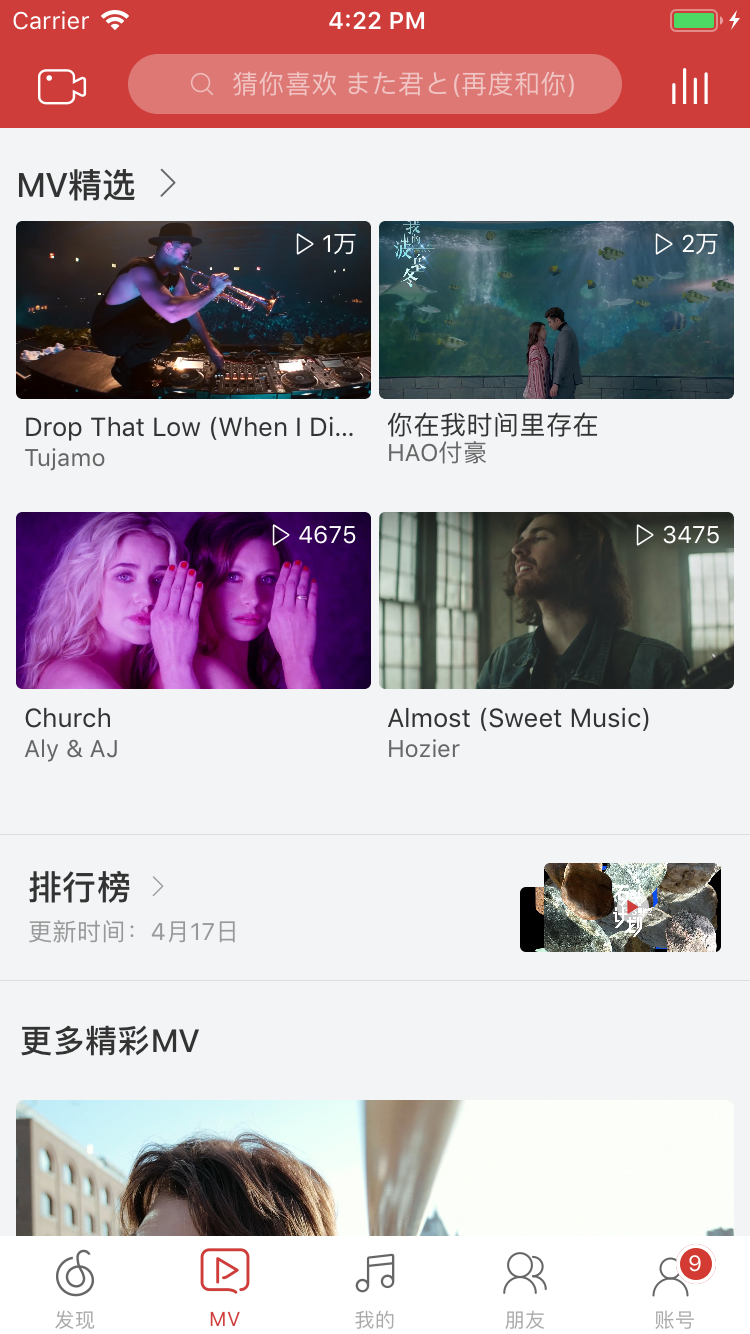 Carrier 4:22 PM
猜你喜欢 また君と(再度和你)
MV精选
1万
2万
Drop That Low (When I Di...
Tujamo
你在我时间里存在
HAO付豪
4675
3475
Church
Aly & AJ
Almost (Sweet Music)
Hozier
排行榜
更新时间：4月17日
更多精彩MV
9
发现
MV
我的
朋友
账号